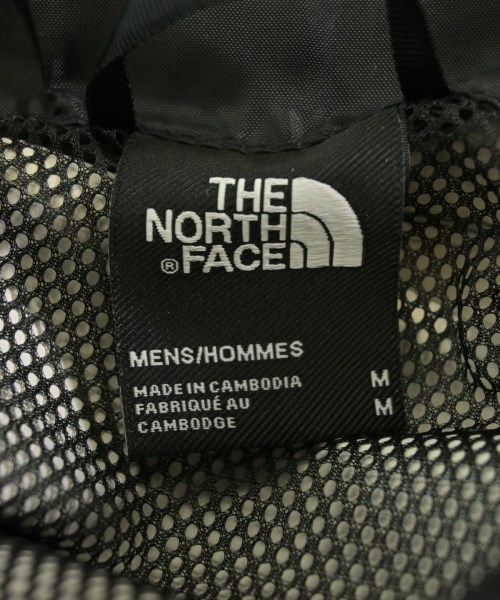 THE
NORTH
® FACE
MENS/HOMMES
MADE IN CAMBODIA M
FABRIQUÉ AU M
CAMBODGE